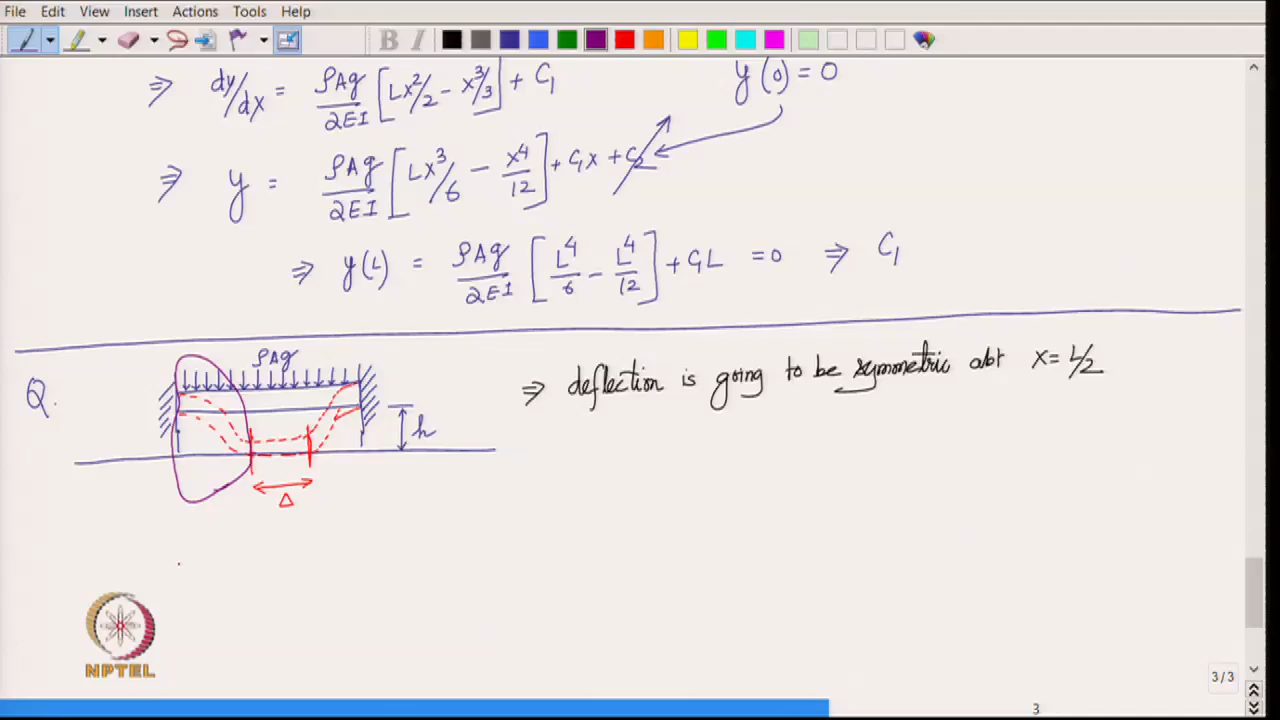 File Edit View Insert Actions Tools Help
B I
⇒ dy/dx = ρAg/2EI [Lx²/2 - x³/3] + C₁
y(0) = 0
⇒ y = ρAg/2EI [Lx³/6 - x⁴/12] + C₁x + C₂
⇒ y(L) = ρAg/2EI [L⁴/6 - L⁴/12] + C₁L = 0 ⇒ C₁
Q.
ρAg
h
Δ
⇒ deflection is going to be symmetric abt x = L/2
NPTEL
3/3
3